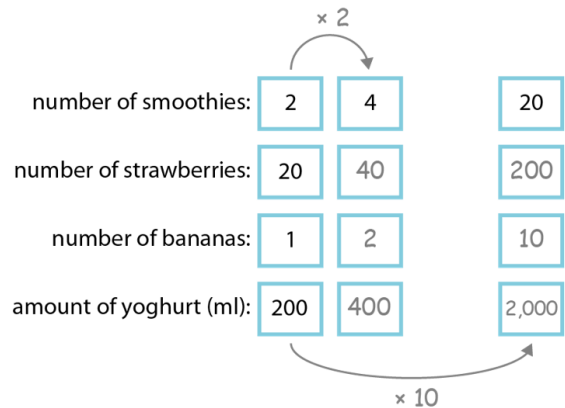 × 2
number of smoothies: 2 4 20
number of strawberries: 20 40 200
number of bananas: 1 2 10
amount of yoghurt (ml): 200 400 2,000
× 10